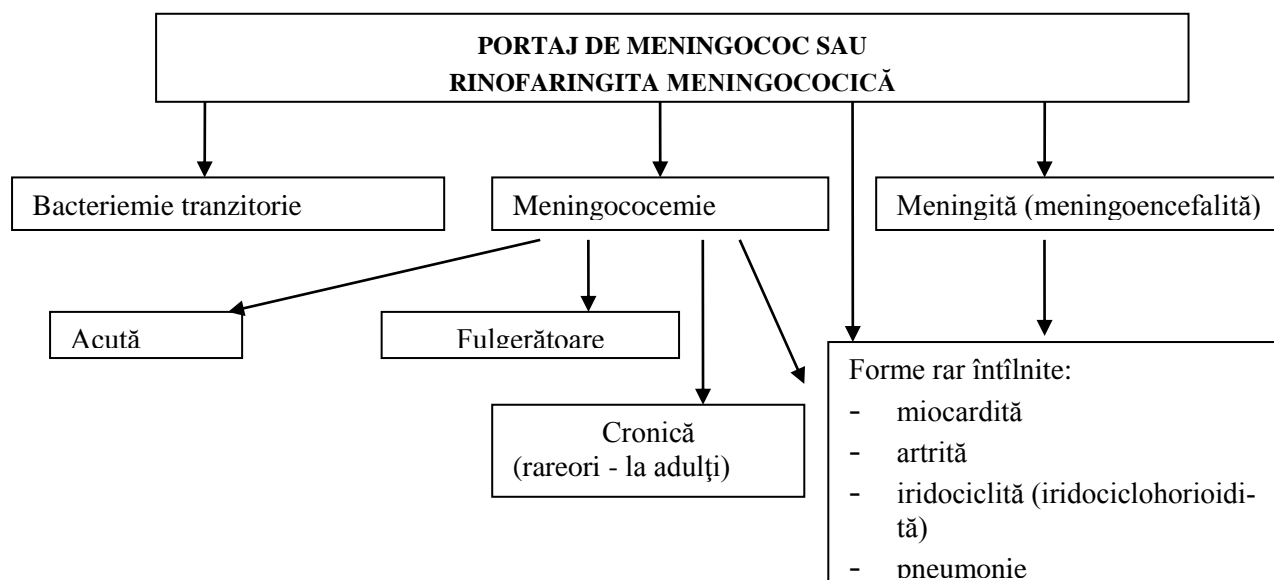 PORTAJ DE MENINGOCOC SAU
RINOFARINGITA MENINGOCOCICĂ
Bacteriemie tranzitorie
Meningococemie
Meningită (meningoencefalită)
Acută
Fulgerătoare
Cronică
(rareori - la adulţi)
Forme rar întîlnite:
- miocardită
- artrită
- iridociclită (iridociclohorioidi-
tă)
- pneumonie